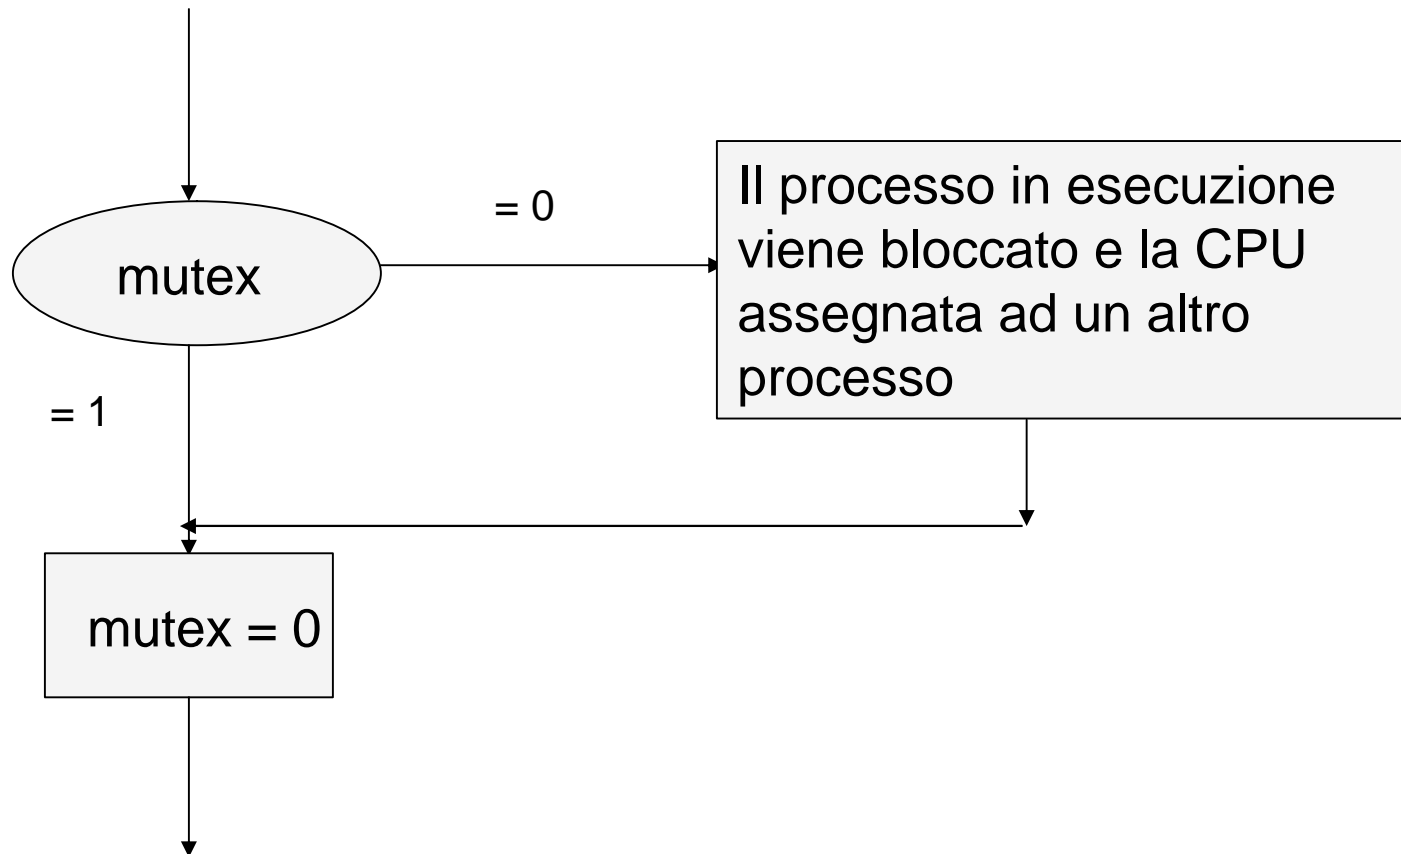 = 0
Il processo in esecuzione
viene bloccato e la CPU
assegnata ad un altro
processo
mutex
= 1
mutex = 0